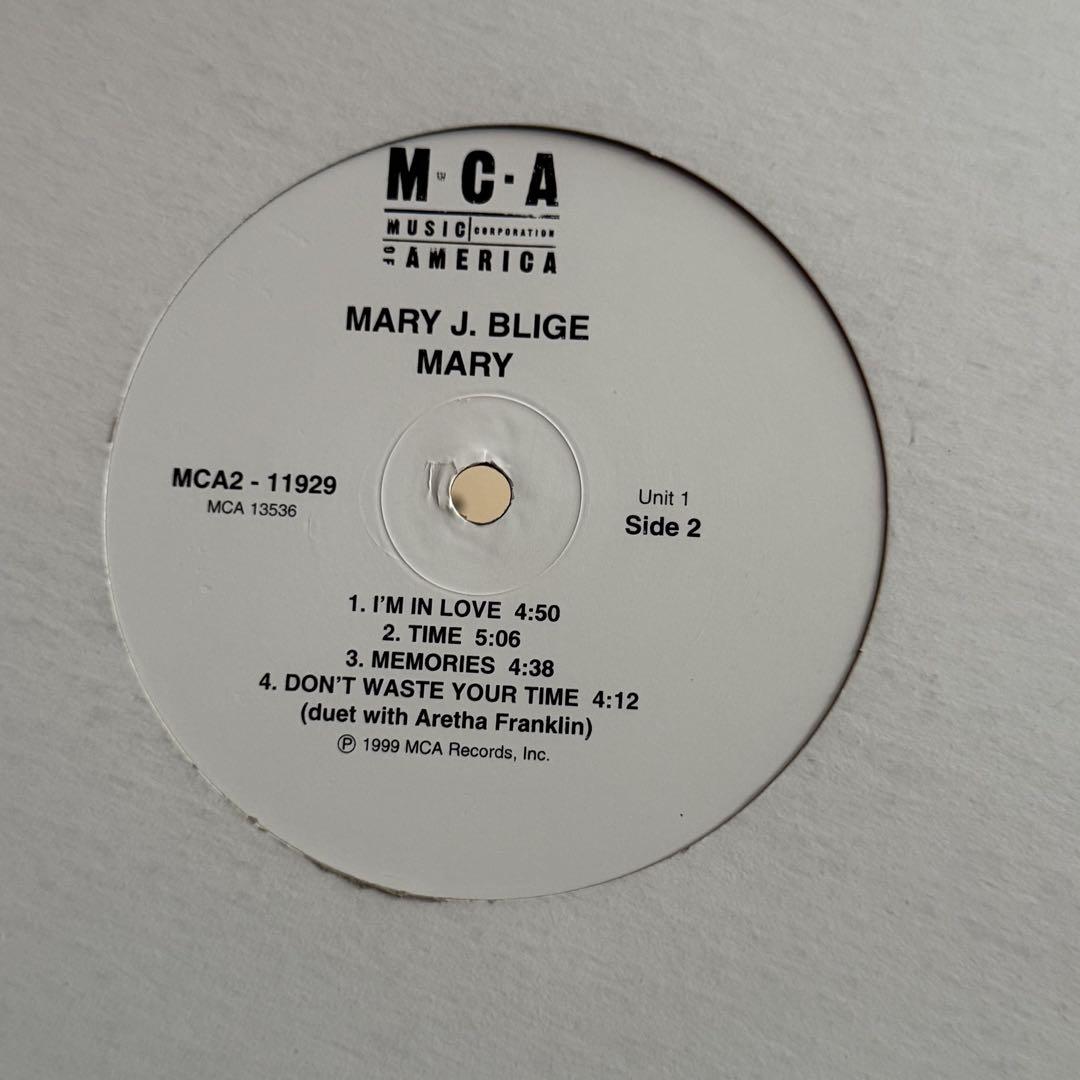 M·C·A
MUSIC CORPORATION
OF AMERICA
MARY J. BLIGE
MARY
MCA2 - 11929
MCA 13536
Unit 1
Side 2
1. I'M IN LOVE 4:50
2. TIME 5:06
3. MEMORIES 4:38
4. DON'T WASTE YOUR TIME 4:12
(duet with Aretha Franklin)
℗ 1999 MCA Records, Inc.